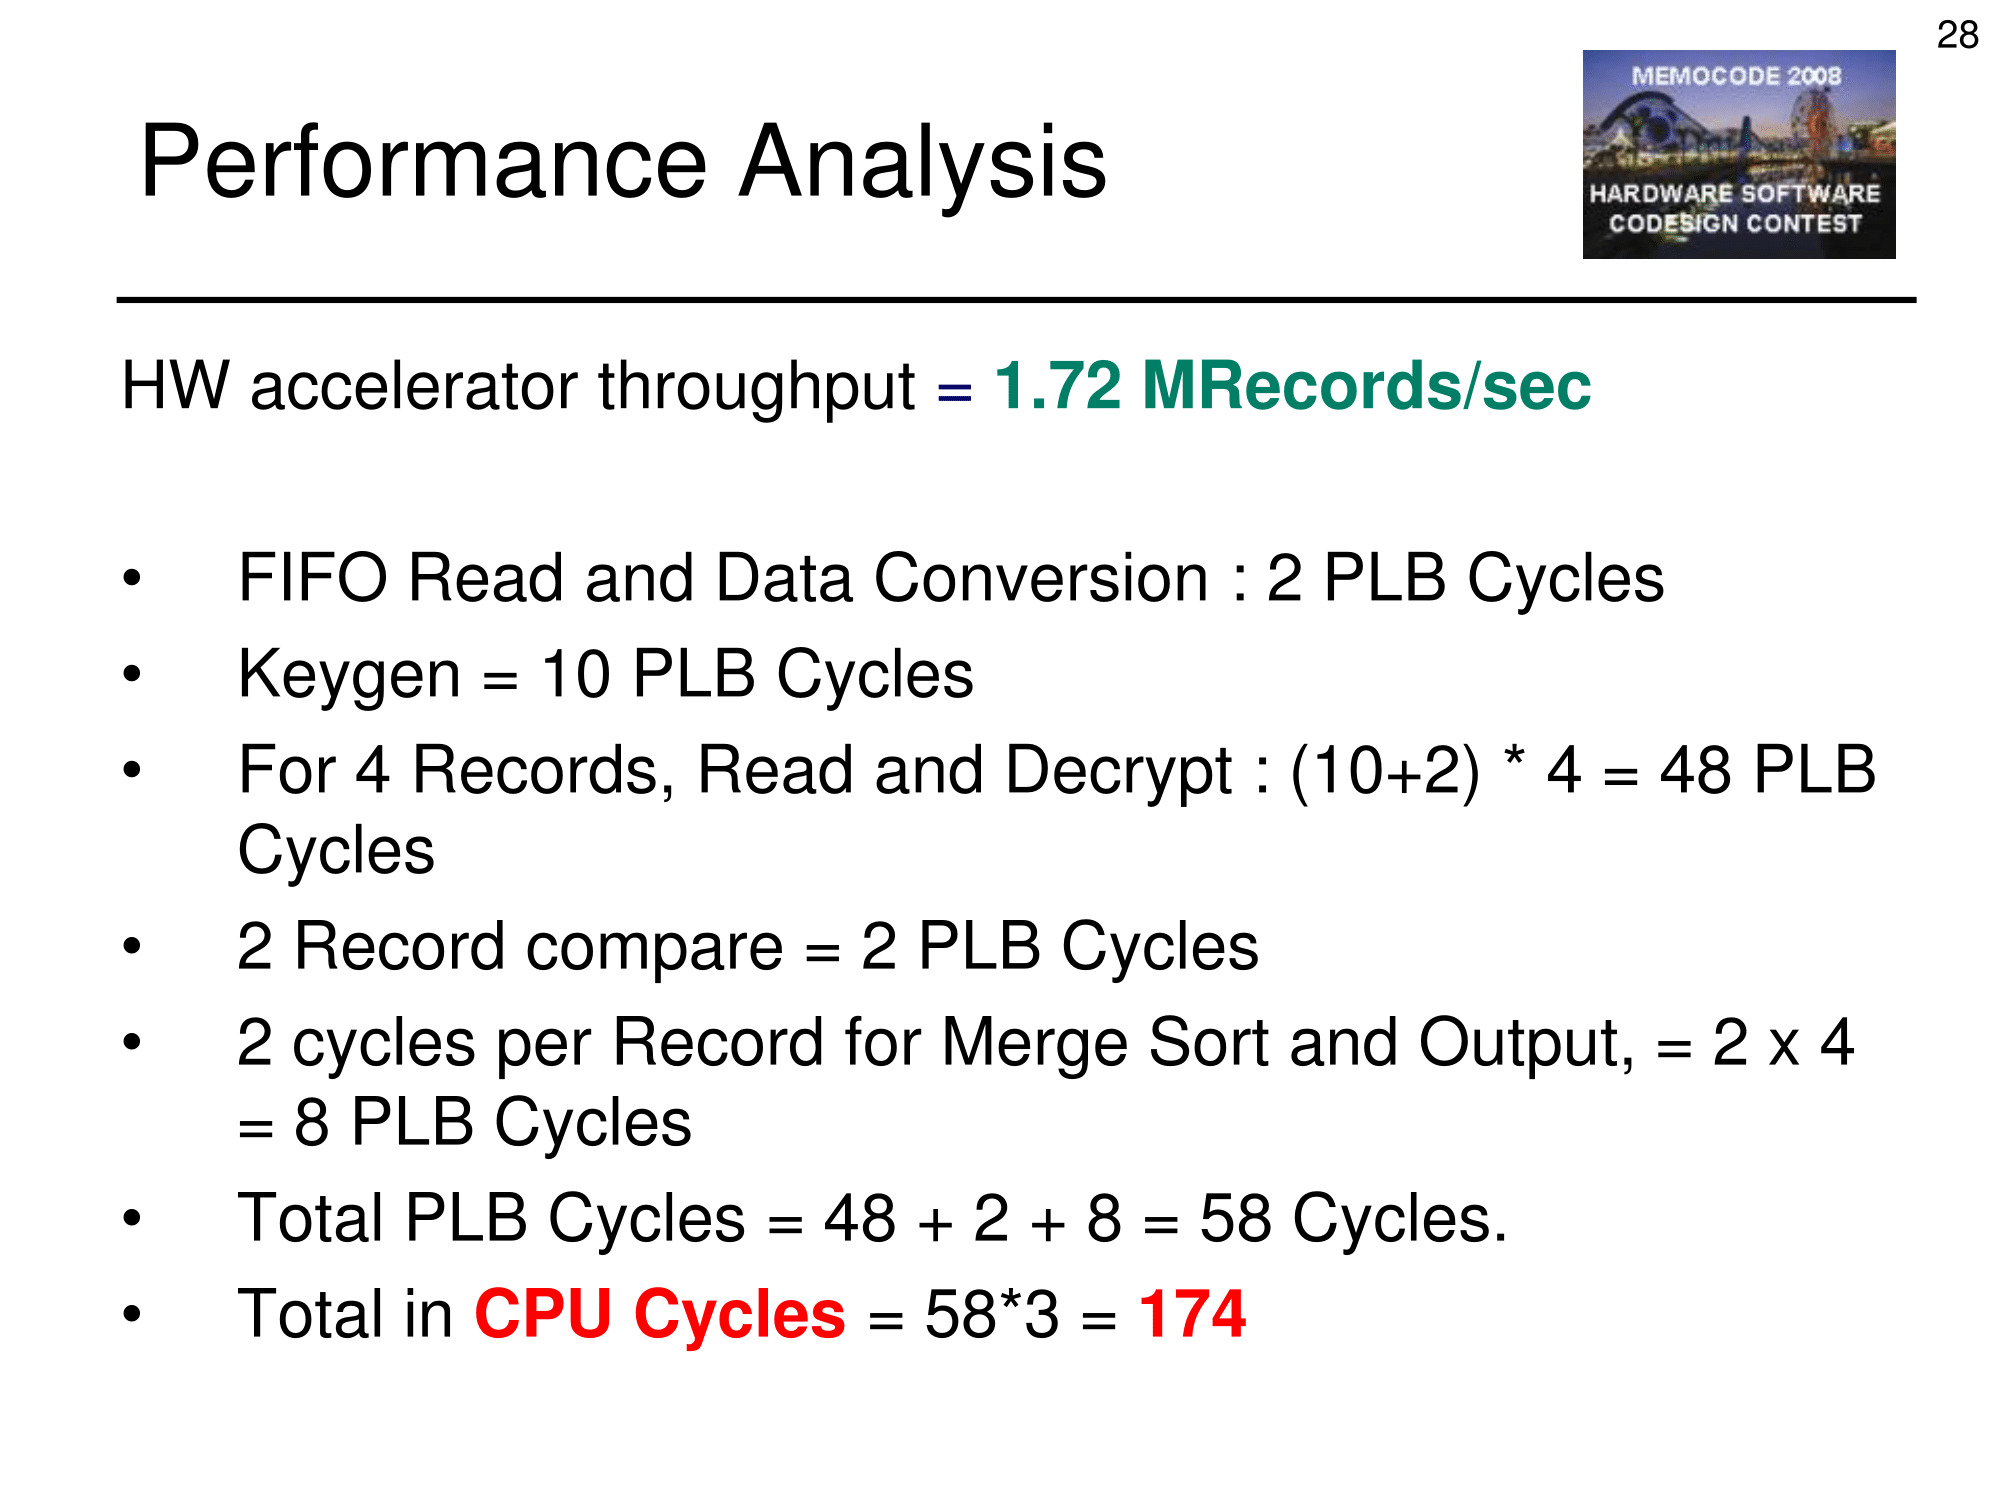 28
MEMOCODE 2008
HARDWARE SOFTWARE
CODESIGN CONTEST
Performance Analysis
HW accelerator throughput = 1.72 MRecords/sec
• FIFO Read and Data Conversion : 2 PLB Cycles
• Keygen = 10 PLB Cycles
• For 4 Records, Read and Decrypt : (10+2) * 4 = 48 PLB
Cycles
• 2 Record compare = 2 PLB Cycles
• 2 cycles per Record for Merge Sort and Output, = 2 x 4
= 8 PLB Cycles
• Total PLB Cycles = 48 + 2 + 8 = 58 Cycles.
• Total in CPU Cycles = 58*3 = 174